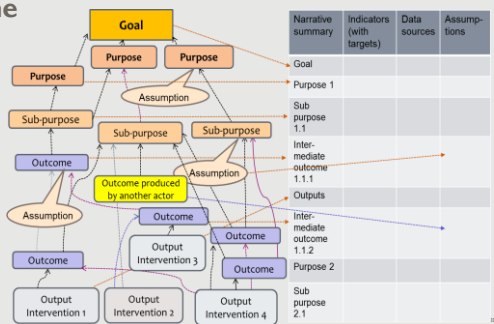 ne
Goal
Purpose
Purpose
Purpose
Assumption
Sub-purpose
Sub-purpose
Sub-purpose
Outcome
Assumption
Outcome produced
by another actor
Assumption
Outcome
Outcome
Output
Intervention 3
Outcome
Outcome
Output
Intervention 1
Output
Intervention 2
Output
Intervention 4
Narrative
summary
Indicators
(with
targets)
Data
sources
Assump-
tions
Goal
Purpose 1
Sub
purpose
1.1
Inter-
mediate
outcome
1.1.1
Outputs
Inter-
mediate
outcome
1.1.2
Purpose 2
Sub
purpose
2.1